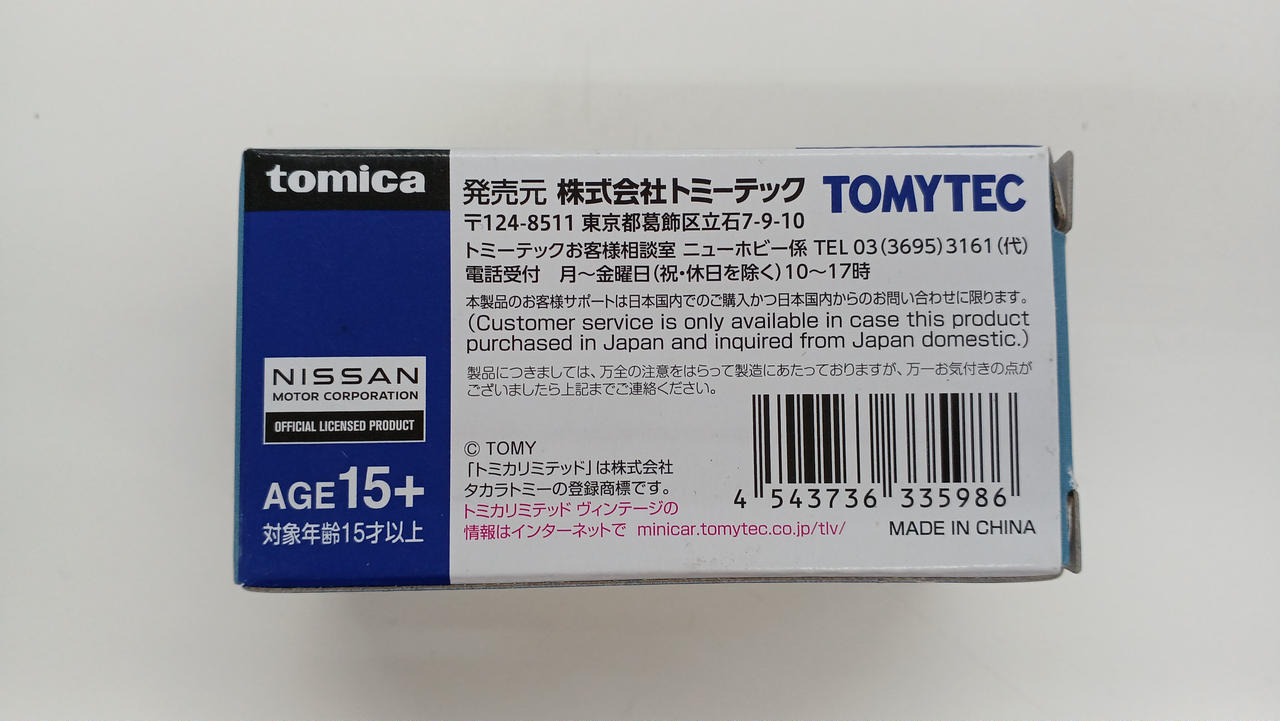 tomica
NISSAN
MOTOR CORPORATION
OFFICIAL LICENSED PRODUCT
AGE15+
対象年齢15才以上
発売元 株式会社トミーテック TOMYTEC
〒124-8511 東京都葛飾区立石7-9-10
トミーテックお客様相談室 ニューホビー係 TEL 03(3695)3161(代)
電話受付 月〜金曜日(祝・休日を除く)10〜17時
本製品のお客様サポートは日本国内でのご購入かつ日本国内からのお問い合わせに限ります。
(Customer service is only available in case this product
purchased in Japan and inquired from Japan domestic.)
製品につきましては、万全の注意をはらって製造にあたっておりますが、万一お気付きの点が
ございましたら上記までご連絡ください。
© TOMY
「トミカリミテッド」は株式会社
タカラトミーの登録商標です。
トミカリミテッド ヴィンテージの
情報はインターネットで minicar.tomytec.co.jp/tlv/
4 543736 335986
MADE IN CHINA